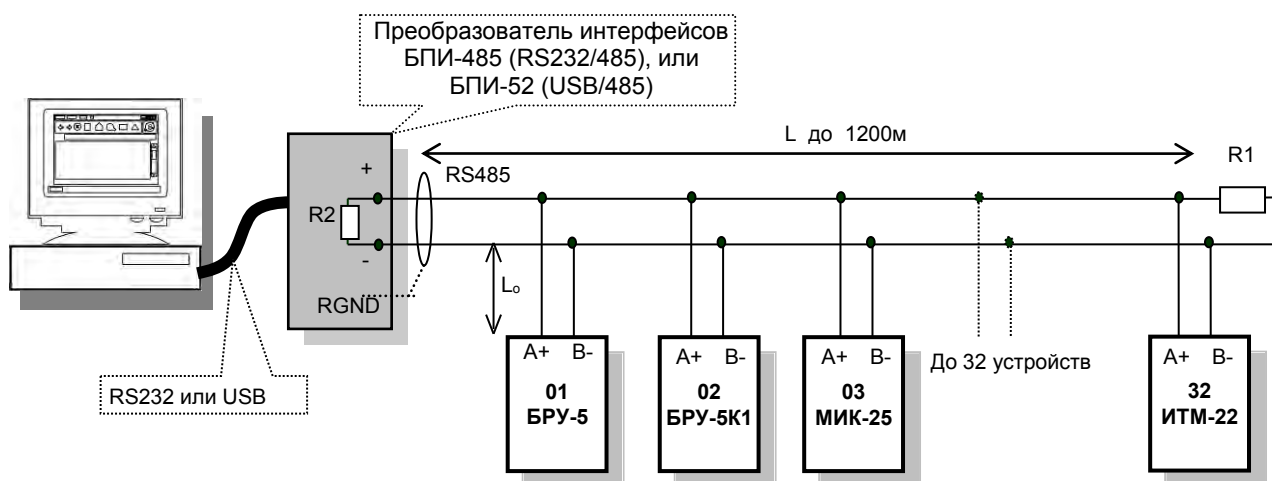 Преобразователь интерфейсов
БПИ-485 (RS232/485), или
БПИ-52 (USB/485)
L до 1200м
R1
+
RS485
R2
-
Lo
RGND
A+ B-
01
БРУ-5
A+ B-
02
БРУ-5К1
A+ B-
03
МИК-25
До 32 устройств
A+ B-
32
ИТМ-22
RS232 или USB